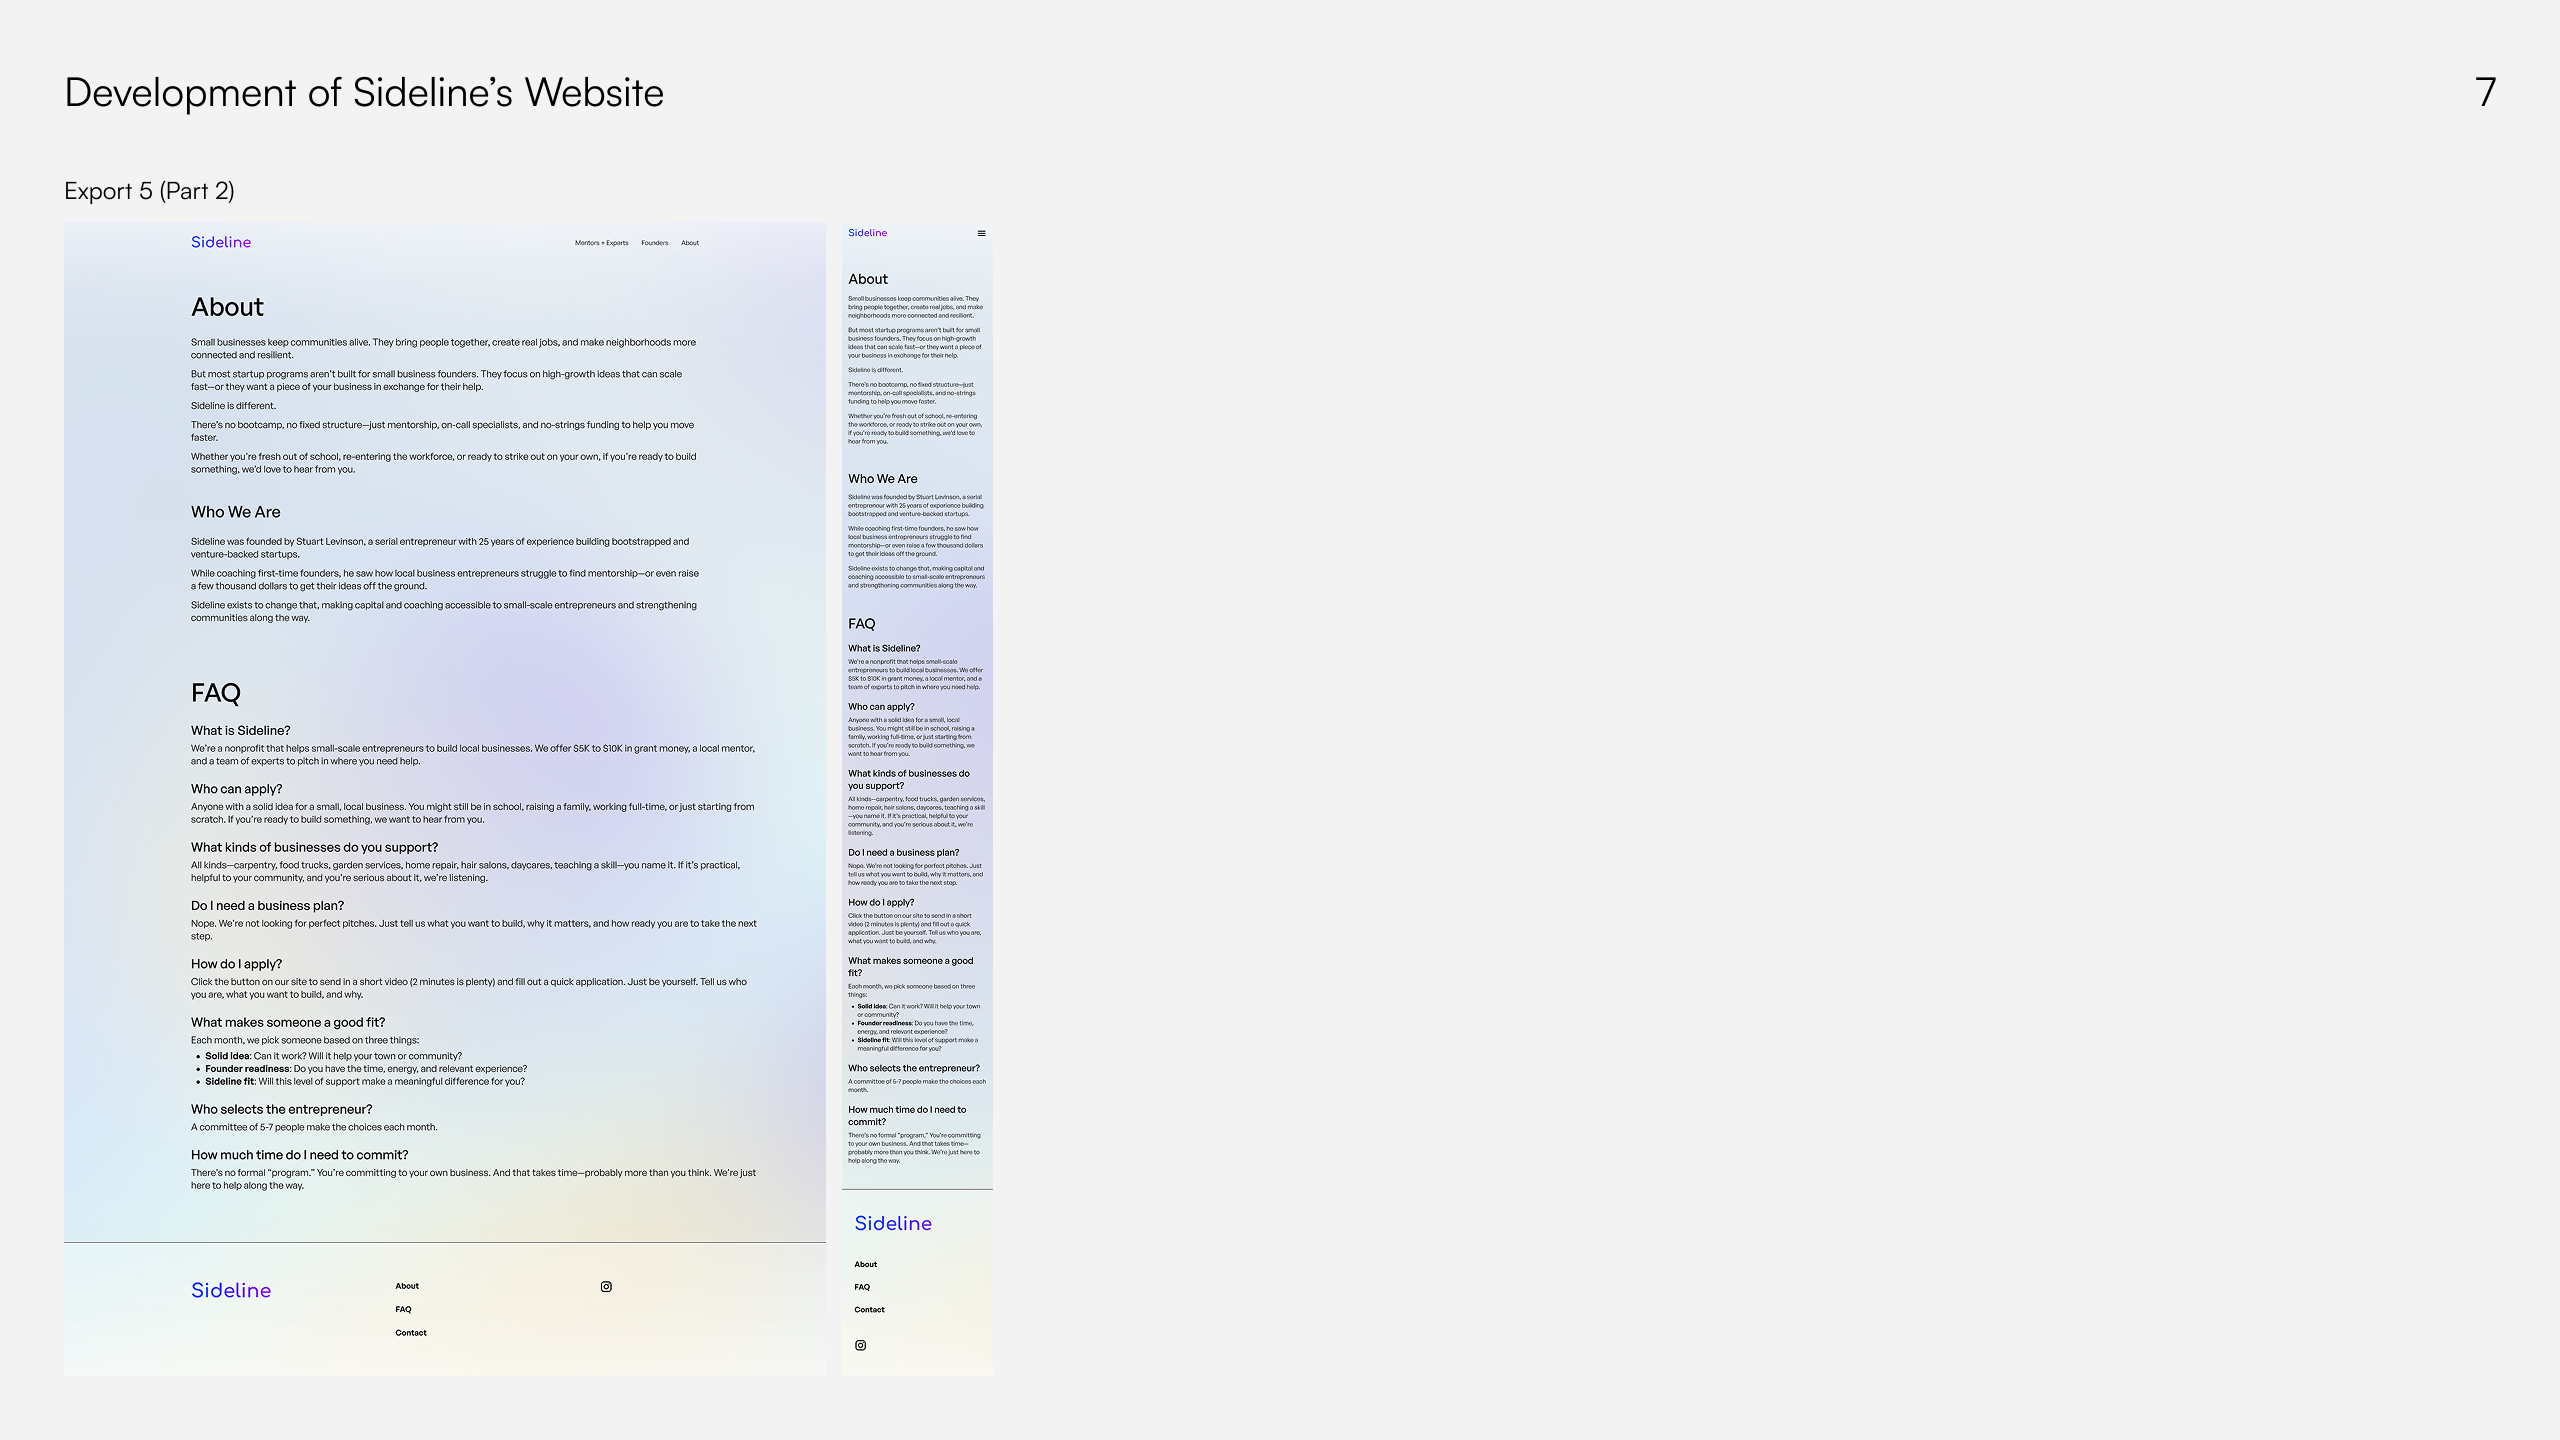 Development of Sideline’s Website
7
Export 5 (Part 2)
Sideline
Mentors + Experts Founders About
About
Small businesses keep communities alive. They bring people together, create real jobs, and make neighborhoods more
connected and resilient.
But most startup programs aren’t built for small business founders. They focus on high-growth ideas that can scale
fast—or they want a piece of your business in exchange for their help.
Sideline is different.
There’s no bootcamp, no fixed structure—just mentorship, on-call specialists, and no-strings funding to help you move
faster.
Whether you’re fresh out of school, re-entering the workforce, or ready to strike out on your own, if you’re ready to build
something, we’d love to hear from you.
Who We Are
Sideline was founded by Stuart Levinson, a serial entrepreneur with 25 years of experience building bootstrapped and
venture-backed startups.
While coaching first-time founders, he saw how local business entrepreneurs struggle to find mentorship—or even raise
a few thousand dollars to get their ideas off the ground.
Sideline exists to change that, making capital and coaching accessible to small-scale entrepreneurs and strengthening
communities along the way.
FAQ
What is Sideline?
We’re a nonprofit that helps small-scale entrepreneurs to build local businesses. We offer $5K to $10K in grant money, a local mentor,
and a team of experts to pitch in where you need help.
Who can apply?
Anyone with a solid idea for a small, local business. You might still be in school, raising a family, working full-time, or just starting from
scratch. If you’re ready to build something, we want to hear from you.
What kinds of businesses do you support?
All kinds—carpentry, food trucks, garden services, home repair, hair salons, daycares, teaching a skill—you name it. If it’s practical,
helpful to your community, and you’re serious about it, we’re listening.
Do I need a business plan?
Nope. We’re not looking for perfect pitches. Just tell us what you want to build, why it matters, and how ready you are to take the next
step.
How do I apply?
Click the button on our site to send in a short video (2 minutes is plenty) and fill out a quick application. Just be yourself. Tell us who
you are, what you want to build, and why.
What makes someone a good fit?
Each month, we pick someone based on three things:
• Solid idea: Can it work? Will it help your town or community?
• Founder readiness: Do you have the time, energy, and relevant experience?
• Sideline fit: Will this level of support make a meaningful difference for you?
Who selects the entrepreneur?
A committee of 5-7 people make the choices each month.
How much time do I need to commit?
There’s no formal “program.” You’re committing to your own business. And that takes time—probably more than you think. We’re just
here to help along the way.
Sideline
About
FAQ
Contact
Sideline
About
Small businesses keep communities alive. They
bring people together, create real jobs, and make
neighborhoods more connected and resilient.
But most startup programs aren’t built for small
business founders. They focus on high-growth
ideas that can scale fast—or they want a piece of
your business in exchange for their help.
Sideline is different.
There’s no bootcamp, no fixed structure—just
mentorship, on-call specialists, and no-strings
funding to help you move faster.
Whether you’re fresh out of school, re-entering
the workforce, or ready to strike out on your own,
if you’re ready to build something, we’d love to
hear from you.
Who We Are
Sideline was founded by Stuart Levinson, a serial
entrepreneur with 25 years of experience building
bootstrapped and venture-backed startups.
While coaching first-time founders, he saw how
local business entrepreneurs struggle to find
mentorship—or even raise a few thousand dollars
to get their ideas off the ground.
Sideline exists to change that, making capital and
coaching accessible to small-scale entrepreneurs
and strengthening communities along the way.
FAQ
What is Sideline?
We’re a nonprofit that helps small-scale
entrepreneurs to build local businesses. We offer
$5K to $10K in grant money, a local mentor, and a
team of experts to pitch in where you need help.
Who can apply?
Anyone with a solid idea for a small, local
business. You might still be in school, raising a
family, working full-time, or just starting from
scratch. If you’re ready to build something, we
want to hear from you.
What kinds of businesses do
you support?
All kinds—carpentry, food trucks, garden services,
home repair, hair salons, daycares, teaching a skill
—you name it. If it’s practical, helpful to your
community, and you’re serious about it, we’re
listening.
Do I need a business plan?
Nope. We’re not looking for perfect pitches. Just
tell us what you want to build, why it matters, and
how ready you are to take the next step.
How do I apply?
Click the button on our site to send in a short
video (2 minutes is plenty) and fill out a quick
application. Just be yourself. Tell us who you are,
what you want to build, and why.
What makes someone a good
fit?
Each month, we pick someone based on three
things:
• Solid idea: Can it work? Will it help your town
or community?
• Founder readiness: Do you have the time,
energy, and relevant experience?
• Sideline fit: Will this level of support make a
meaningful difference for you?
Who selects the entrepreneur?
A committee of 5-7 people make the choices each
month.
How much time do I need to
commit?
There’s no formal “program.” You’re committing
to your own business. And that takes time—
probably more than you think. We’re just here to
help along the way.
Sideline
About
FAQ
Contact